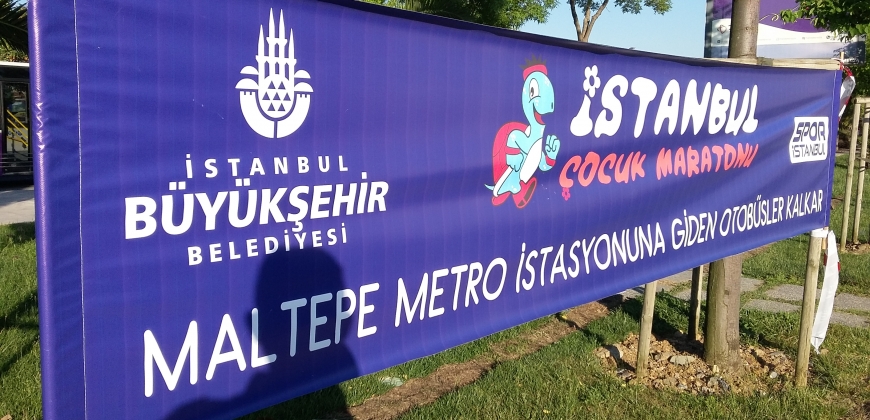 İSTANBUL
BÜYÜKŞEHİR
BELEDİYESİ
İSTANBUL
ÇOCUK MARATONU
SPOR
İSTANBUL
MALTEPE METRO İSTASYONUNA GİDEN OTOBÜSLER KALKAR